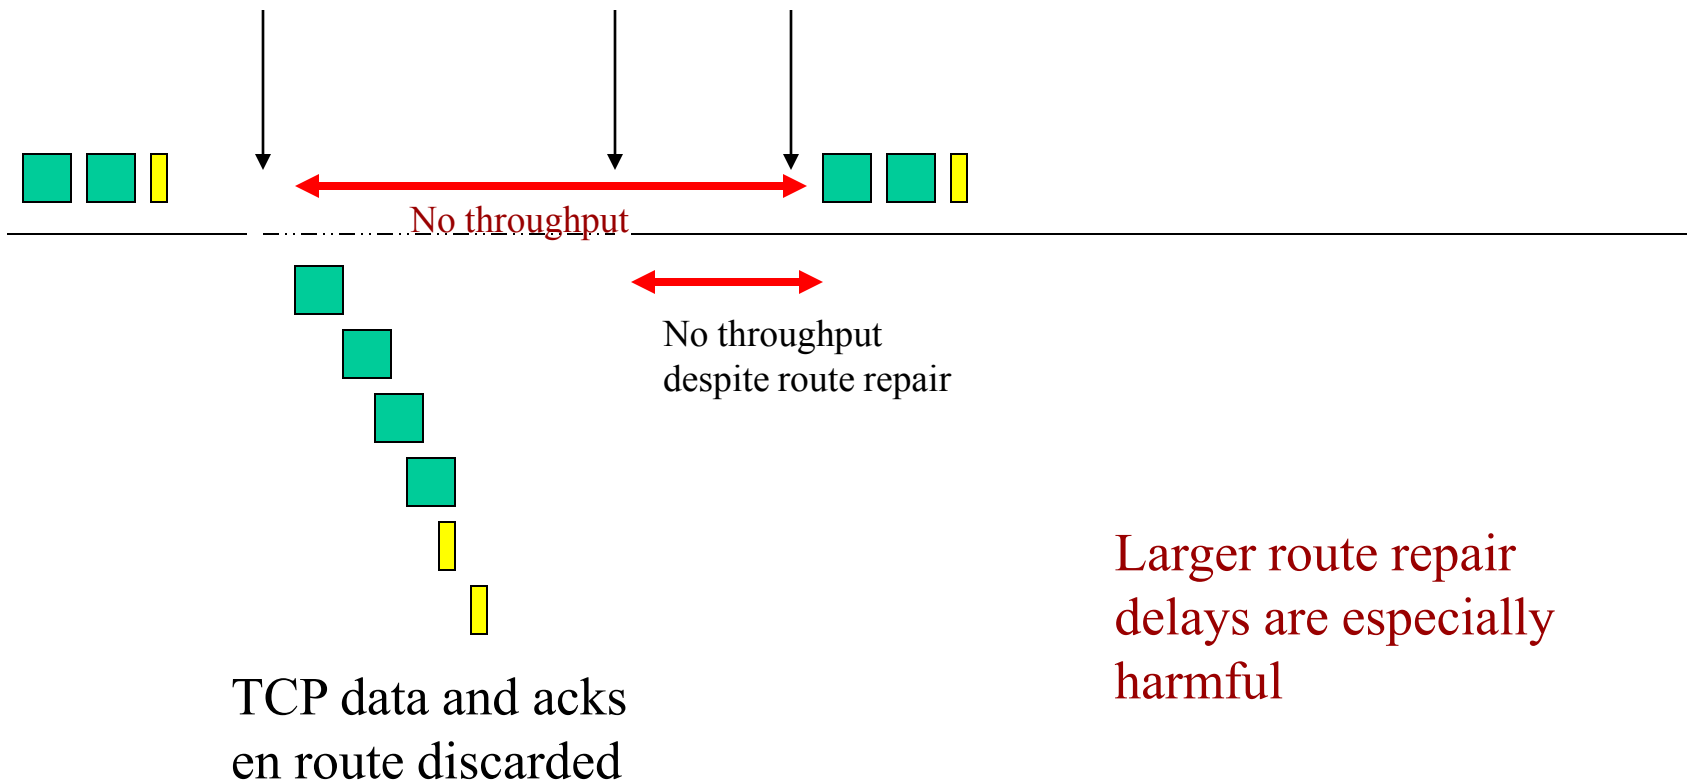 No throughput
No throughput
despite route repair
Larger route repair
delays are especially
harmful
TCP data and acks
en route discarded